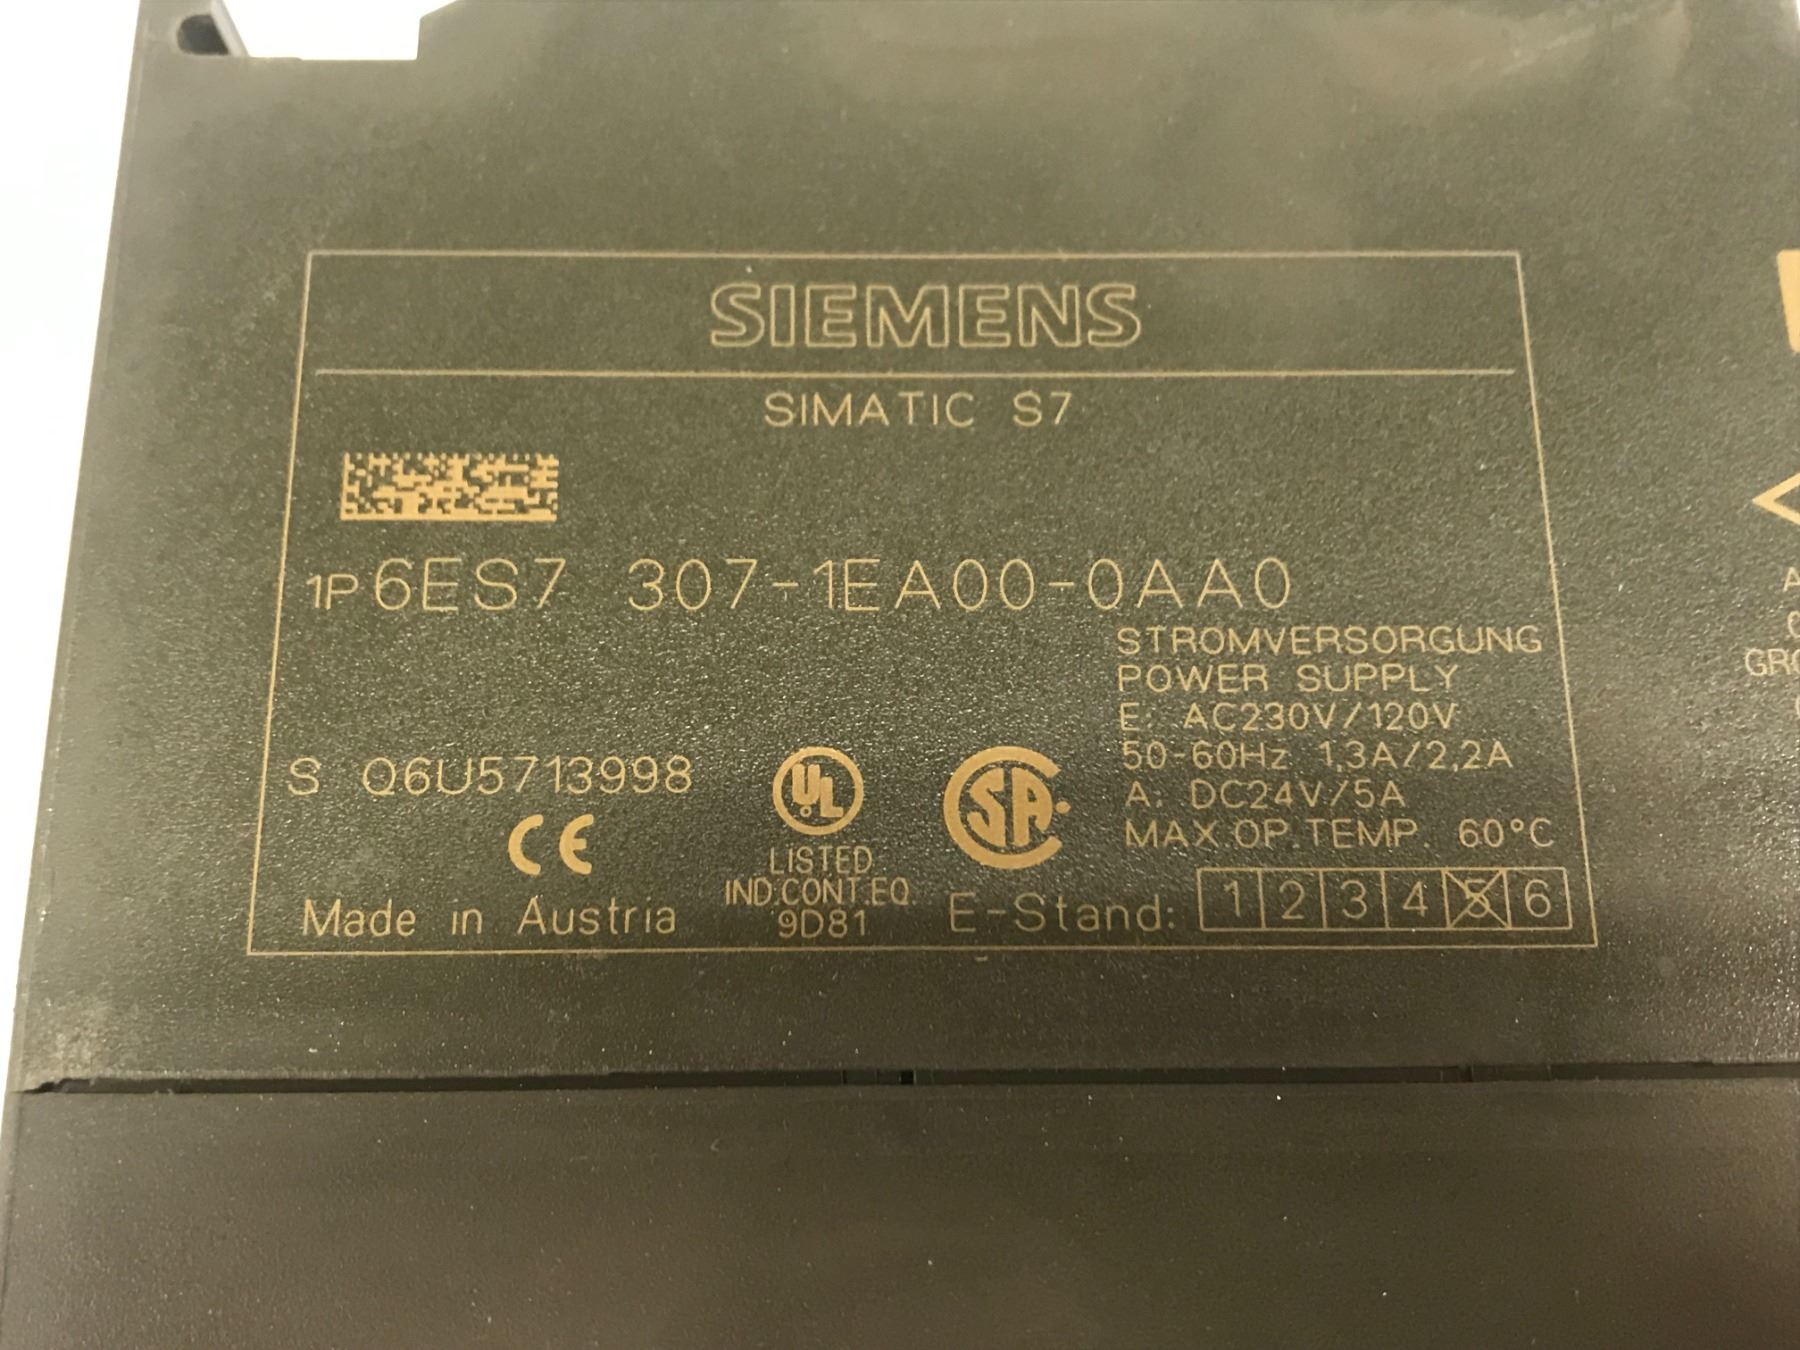 SIEMENS
SIMATIC S7
1P 6ES7 307-1EA00-0AA0
STROMVERSORGUNG
POWER SUPPLY
E: AC230V/120V
50-60Hz 1,3A/2,2A
A: DC24V/5A
MAX.OP.TEMP. 60°C
S Q6U5713998
CE
UL
LISTED
IND.CONT.EQ.
9D81
SA
Made in Austria
E-Stand: 1 2 3 4 5 6